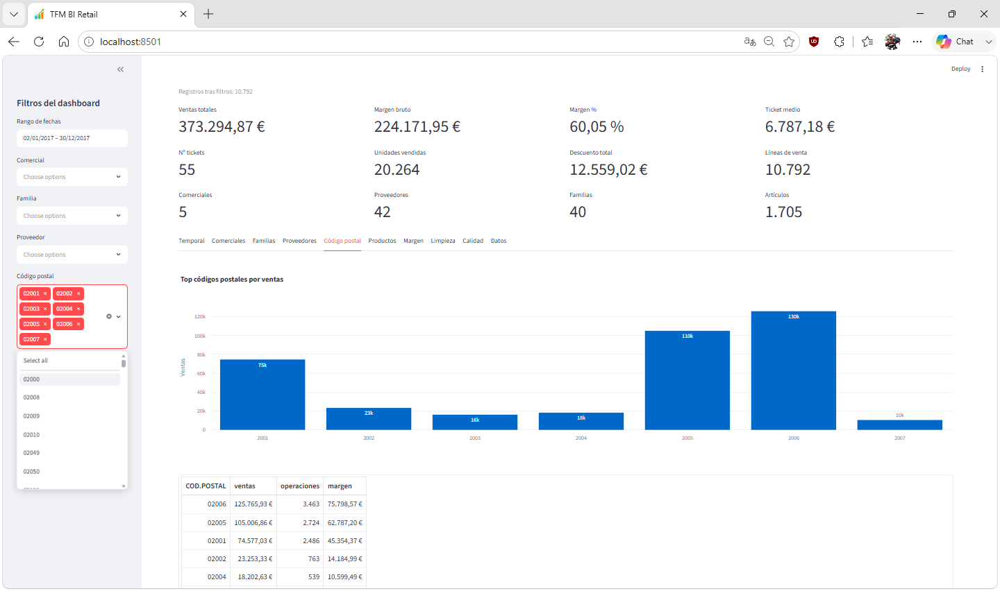 TFM BI Retail
localhost:8501
Chat
Deploy
Filtros del dashboard
Rango de fechas
02/01/2017 – 30/12/2017
Comercial
Choose options
Familia
Choose options
Proveedor
Choose options
Código postal
02001 × 02002 ×
02003 × 02004 ×
02005 × 02006 ×
02007 ×
Select all
02000
02008
02009
02010
02049
02050
Registros tras filtros: 10.792
Ventas totales
373.294,87 €
Margen bruto
224.171,95 €
Margen %
60,05 %
Ticket medio
6.787,18 €
Nº tickets
55
Unidades vendidas
20.264
Descuento total
12.559,02 €
Líneas de venta
10.792
Comerciales
5
Proveedores
42
Familias
40
Artículos
1.705
Temporal Comerciales Familias Proveedores Código postal Productos Margen Limpieza Calidad Datos
Top códigos postales por ventas
Ventas
120k
100k
80k
60k
40k
20k
0
75k
23k
16k
18k
110k
130k
10k
2001 2002 2003 2004 2005 2006 2007
COD.POSTAL ventas operaciones margen
02006 125.765,93 € 3.463 75.798,57 €
02005 105.006,86 € 2.724 62.787,20 €
02001 74.577,03 € 2.486 45.354,37 €
02002 23.253,33 € 763 14.184,99 €
02004 18.202,63 € 539 10.599,49 €